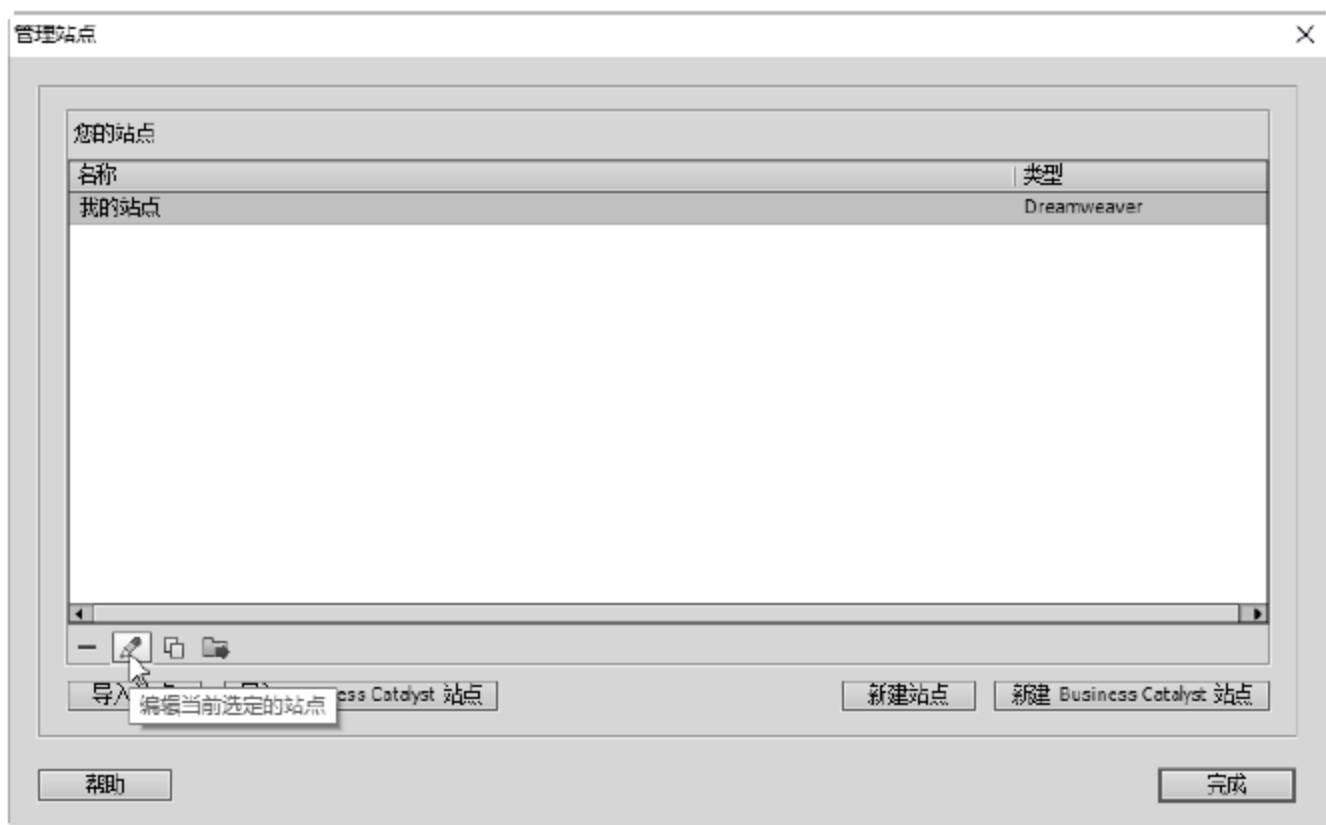 管理站点
您的站点
名称 类型
我的站点 Dreamweaver
导入 ess Catalyst 站点 新建站点 新建 Business Catalyst 站点
编辑当前选定的站点
帮助 完成